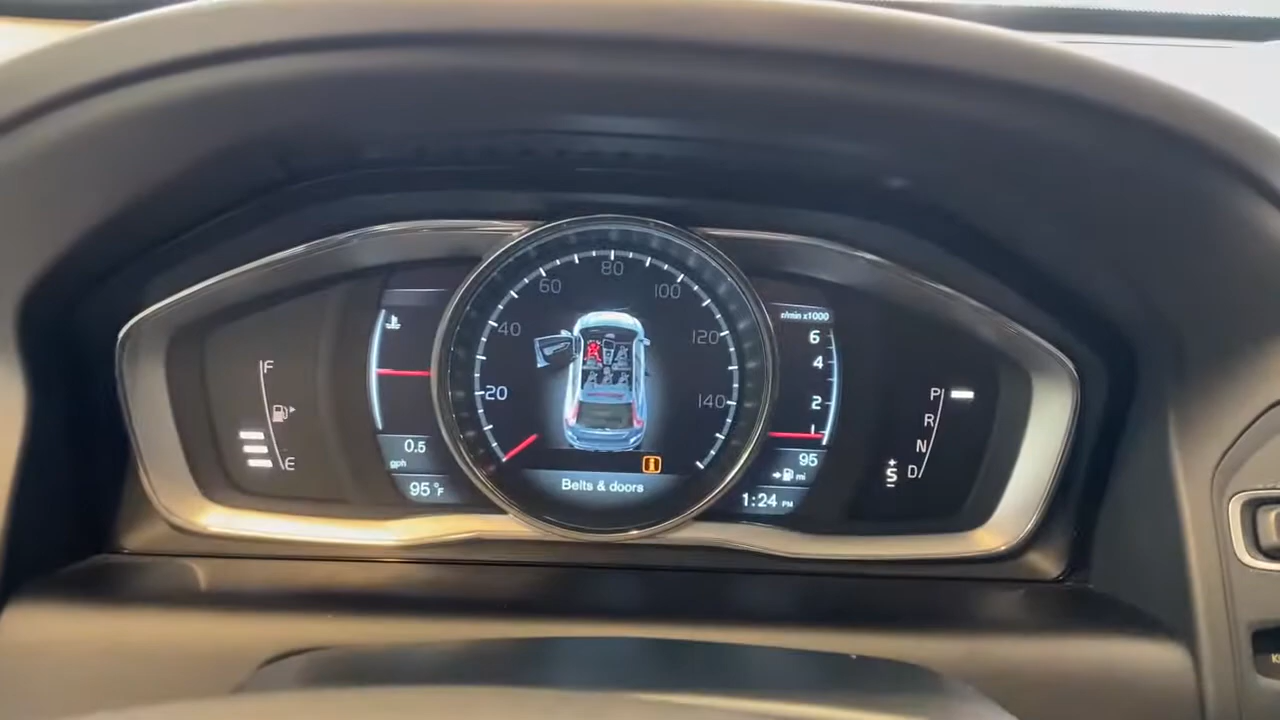 F
E
0.5
gph
95 °F
20
40
60
80
100
120
140
Belts & doors
r/min x1000
6
4
2
95
mi
1:24 PM
P
R
N
D
+
S
−